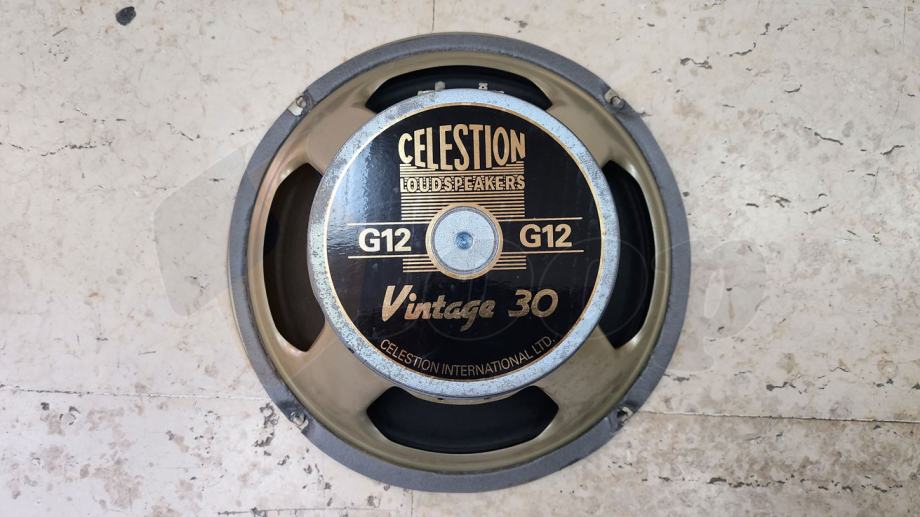 CELESTION
LOUDSPEAKERS
G12 G12
Vintage 30
CELESTION INTERNATIONAL LTD.